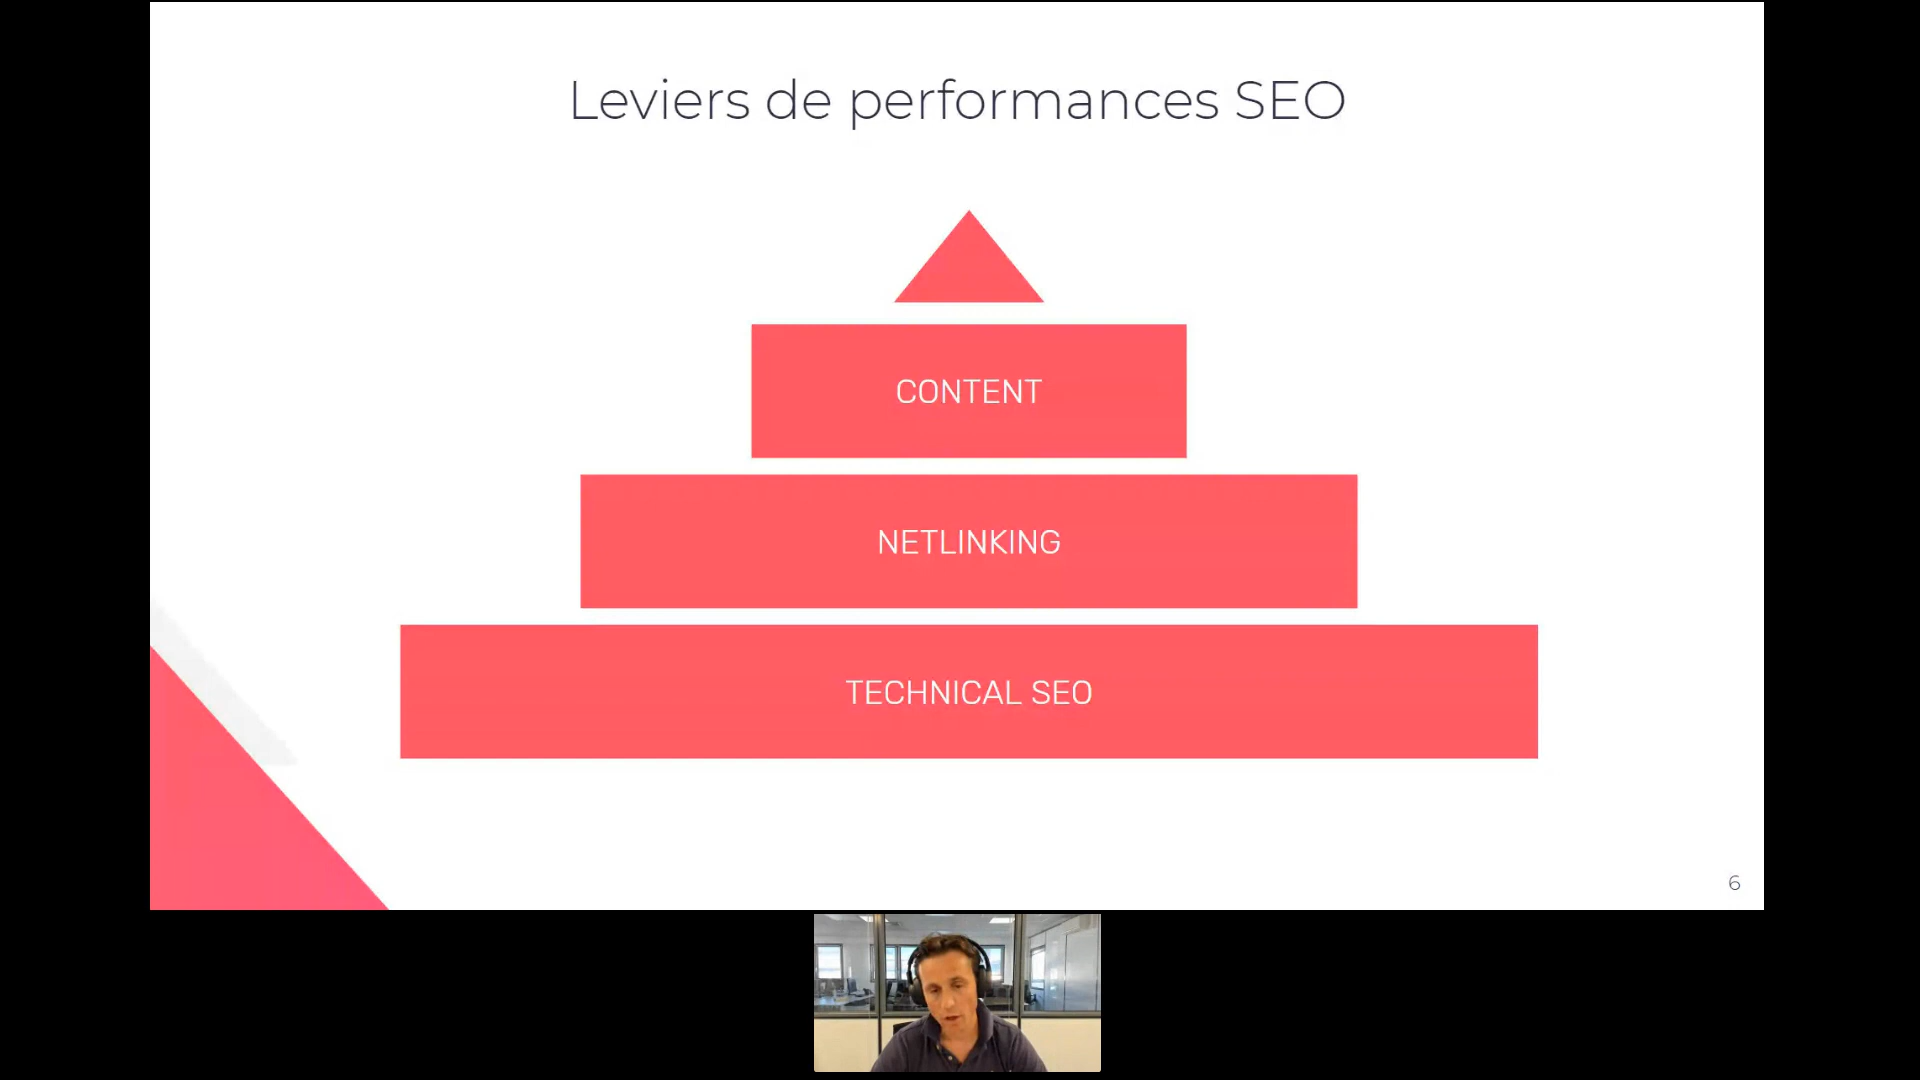 Leviers de performances SEO
CONTENT
NETLINKING
TECHNICAL SEO
6